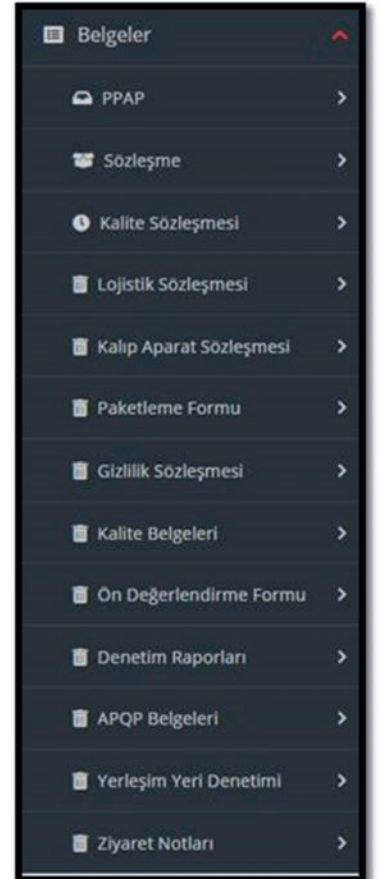 Belgeler
PPAP
Sözleşme
Kalite Sözleşmesi
Lojistik Sözleşmesi
Kalıp Aparat Sözleşmesi
Paketleme Formu
Gizlilik Sözleşmesi
Kalite Belgeleri
Ön Değerlendirme Formu
Denetim Raporları
APQP Belgeleri
Yerleşim Yeri Denetimi
Ziyaret Notları